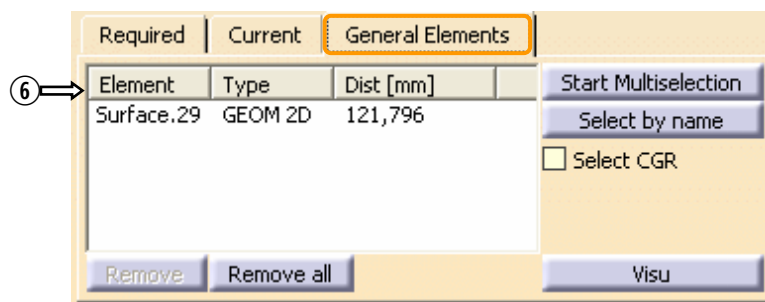 Required Current General Elements
⑥ Element Type Dist [mm] Start Multiselection
Surface.29 GEOM 2D 121,796 Select by name
Select CGR
Remove Remove all Visu